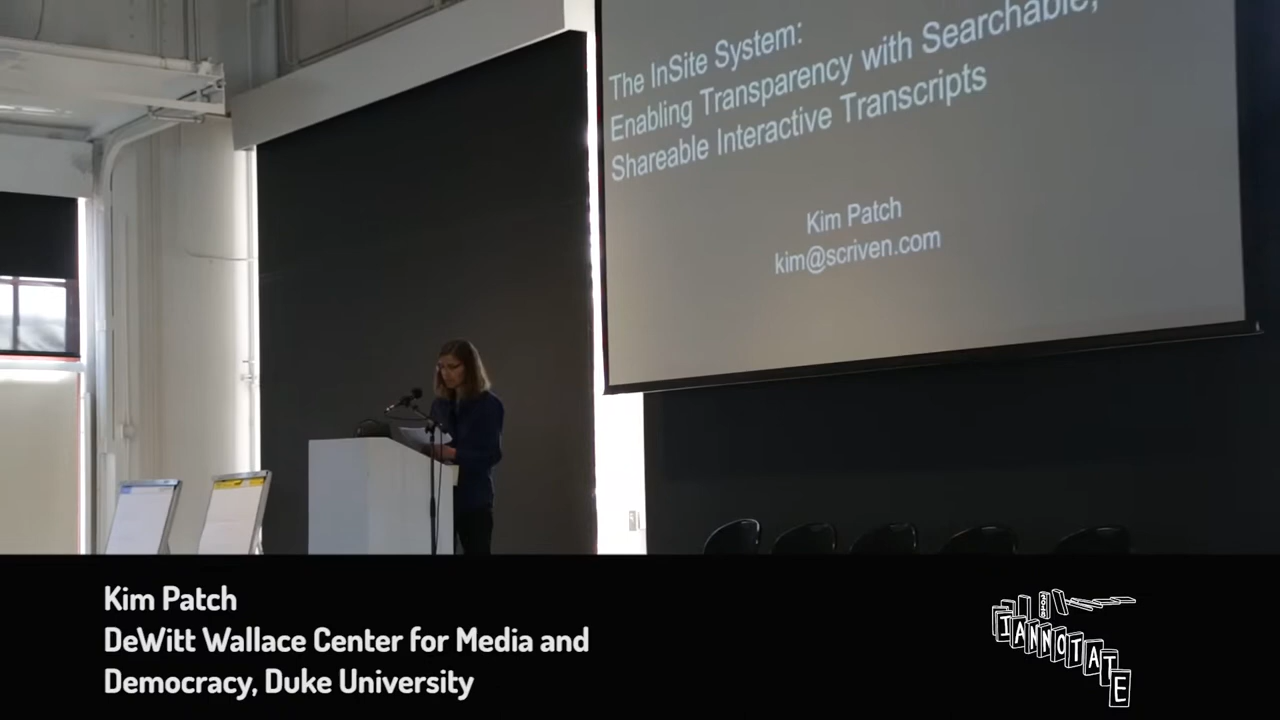 The InSite System:
Enabling Transparency with Searchable,
Shareable Interactive Transcripts
Kim Patch
kim@scriven.com
Kim Patch
DeWitt Wallace Center for Media and
Democracy, Duke University
I ANNOTATE